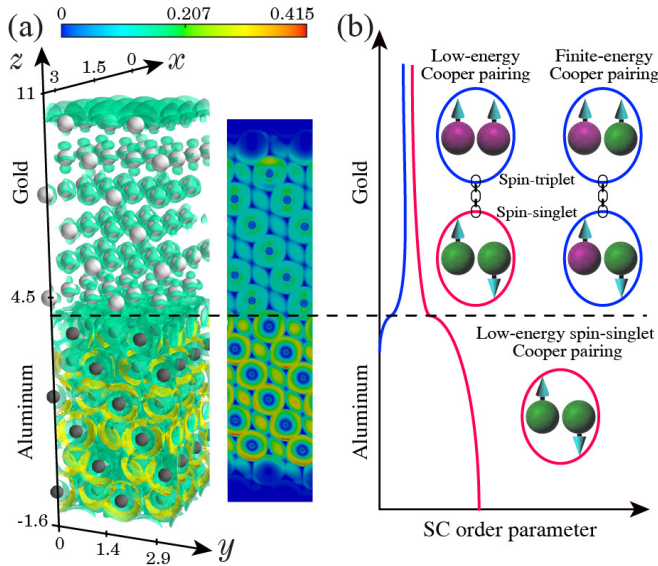 (a)
0 0.207 0.415
z
3 1.5 0 x
11
Gold
4.5
Aluminum
-1.6
0 1.4 2.9 y
(b)
Low-energy
Cooper pairing
Finite-energy
Cooper pairing
Gold
Spin-triplet
Spin-singlet
Low-energy spin-singlet
Cooper pairing
Aluminum
SC order parameter